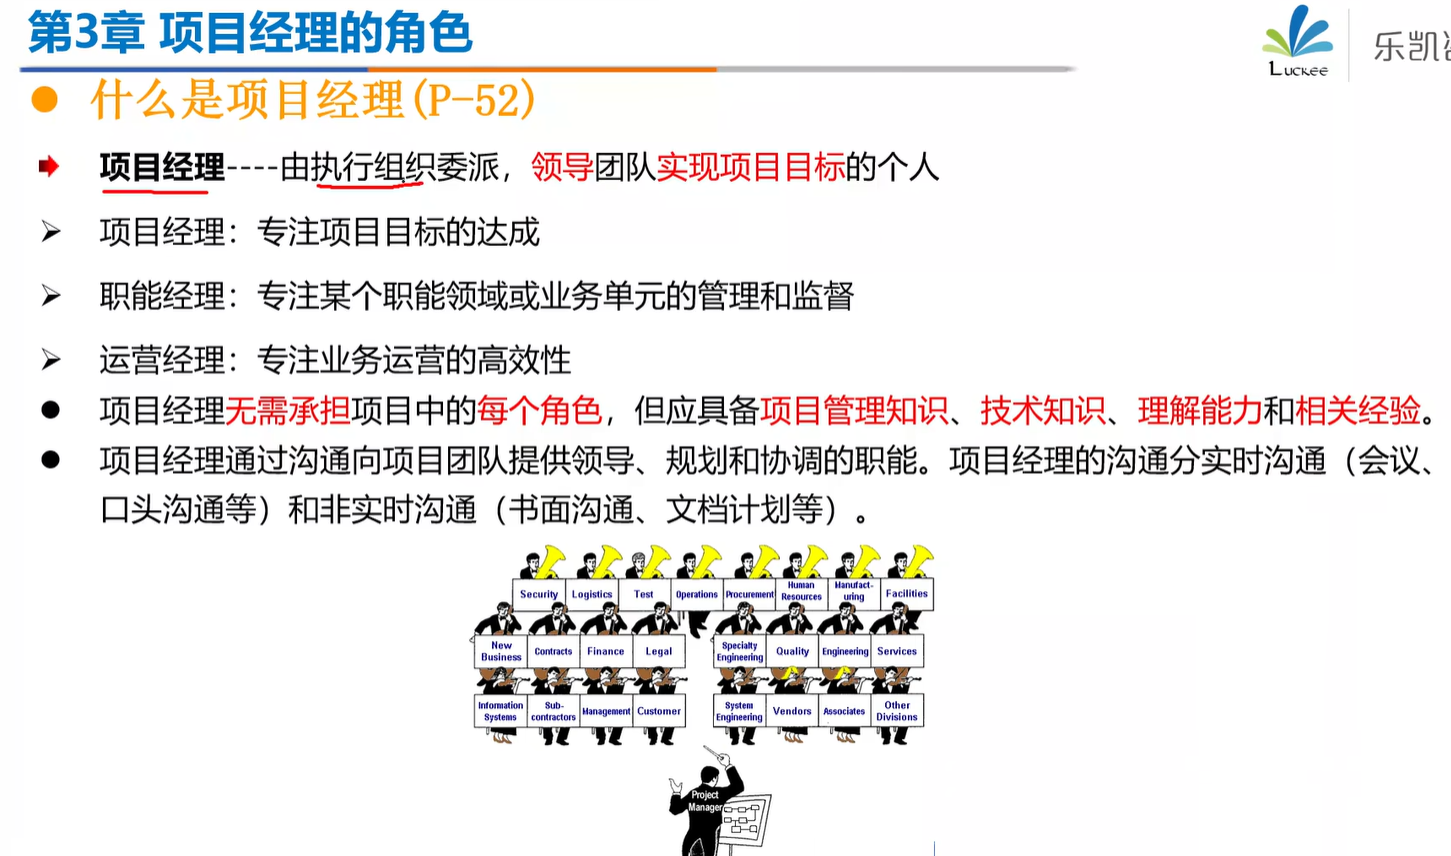 第3章 项目经理的角色
Luckee
乐凯
什么是项目经理(P-52)
项目经理----由执行组织委派，领导团队实现项目目标的个人
项目经理：专注项目目标的达成
职能经理：专注某个职能领域或业务单元的管理和监督
运营经理：专注业务运营的高效性
项目经理无需承担项目中的每个角色，但应具备项目管理知识、技术知识、理解能力和相关经验。
项目经理通过沟通向项目团队提供领导、规划和协调的职能。项目经理的沟通分实时沟通（会议、
口头沟通等）和非实时沟通（书面沟通、文档计划等）。
Security Logistics Test Operations Procurement Human Resources Manufact-uring Facilities
New Business Contracts Finance Legal Specialty Engineering Quality Engineering Services
Information Systems Sub-contractors Management Customer System Engineering Vendors Associates Other Divisions
Project
Manager